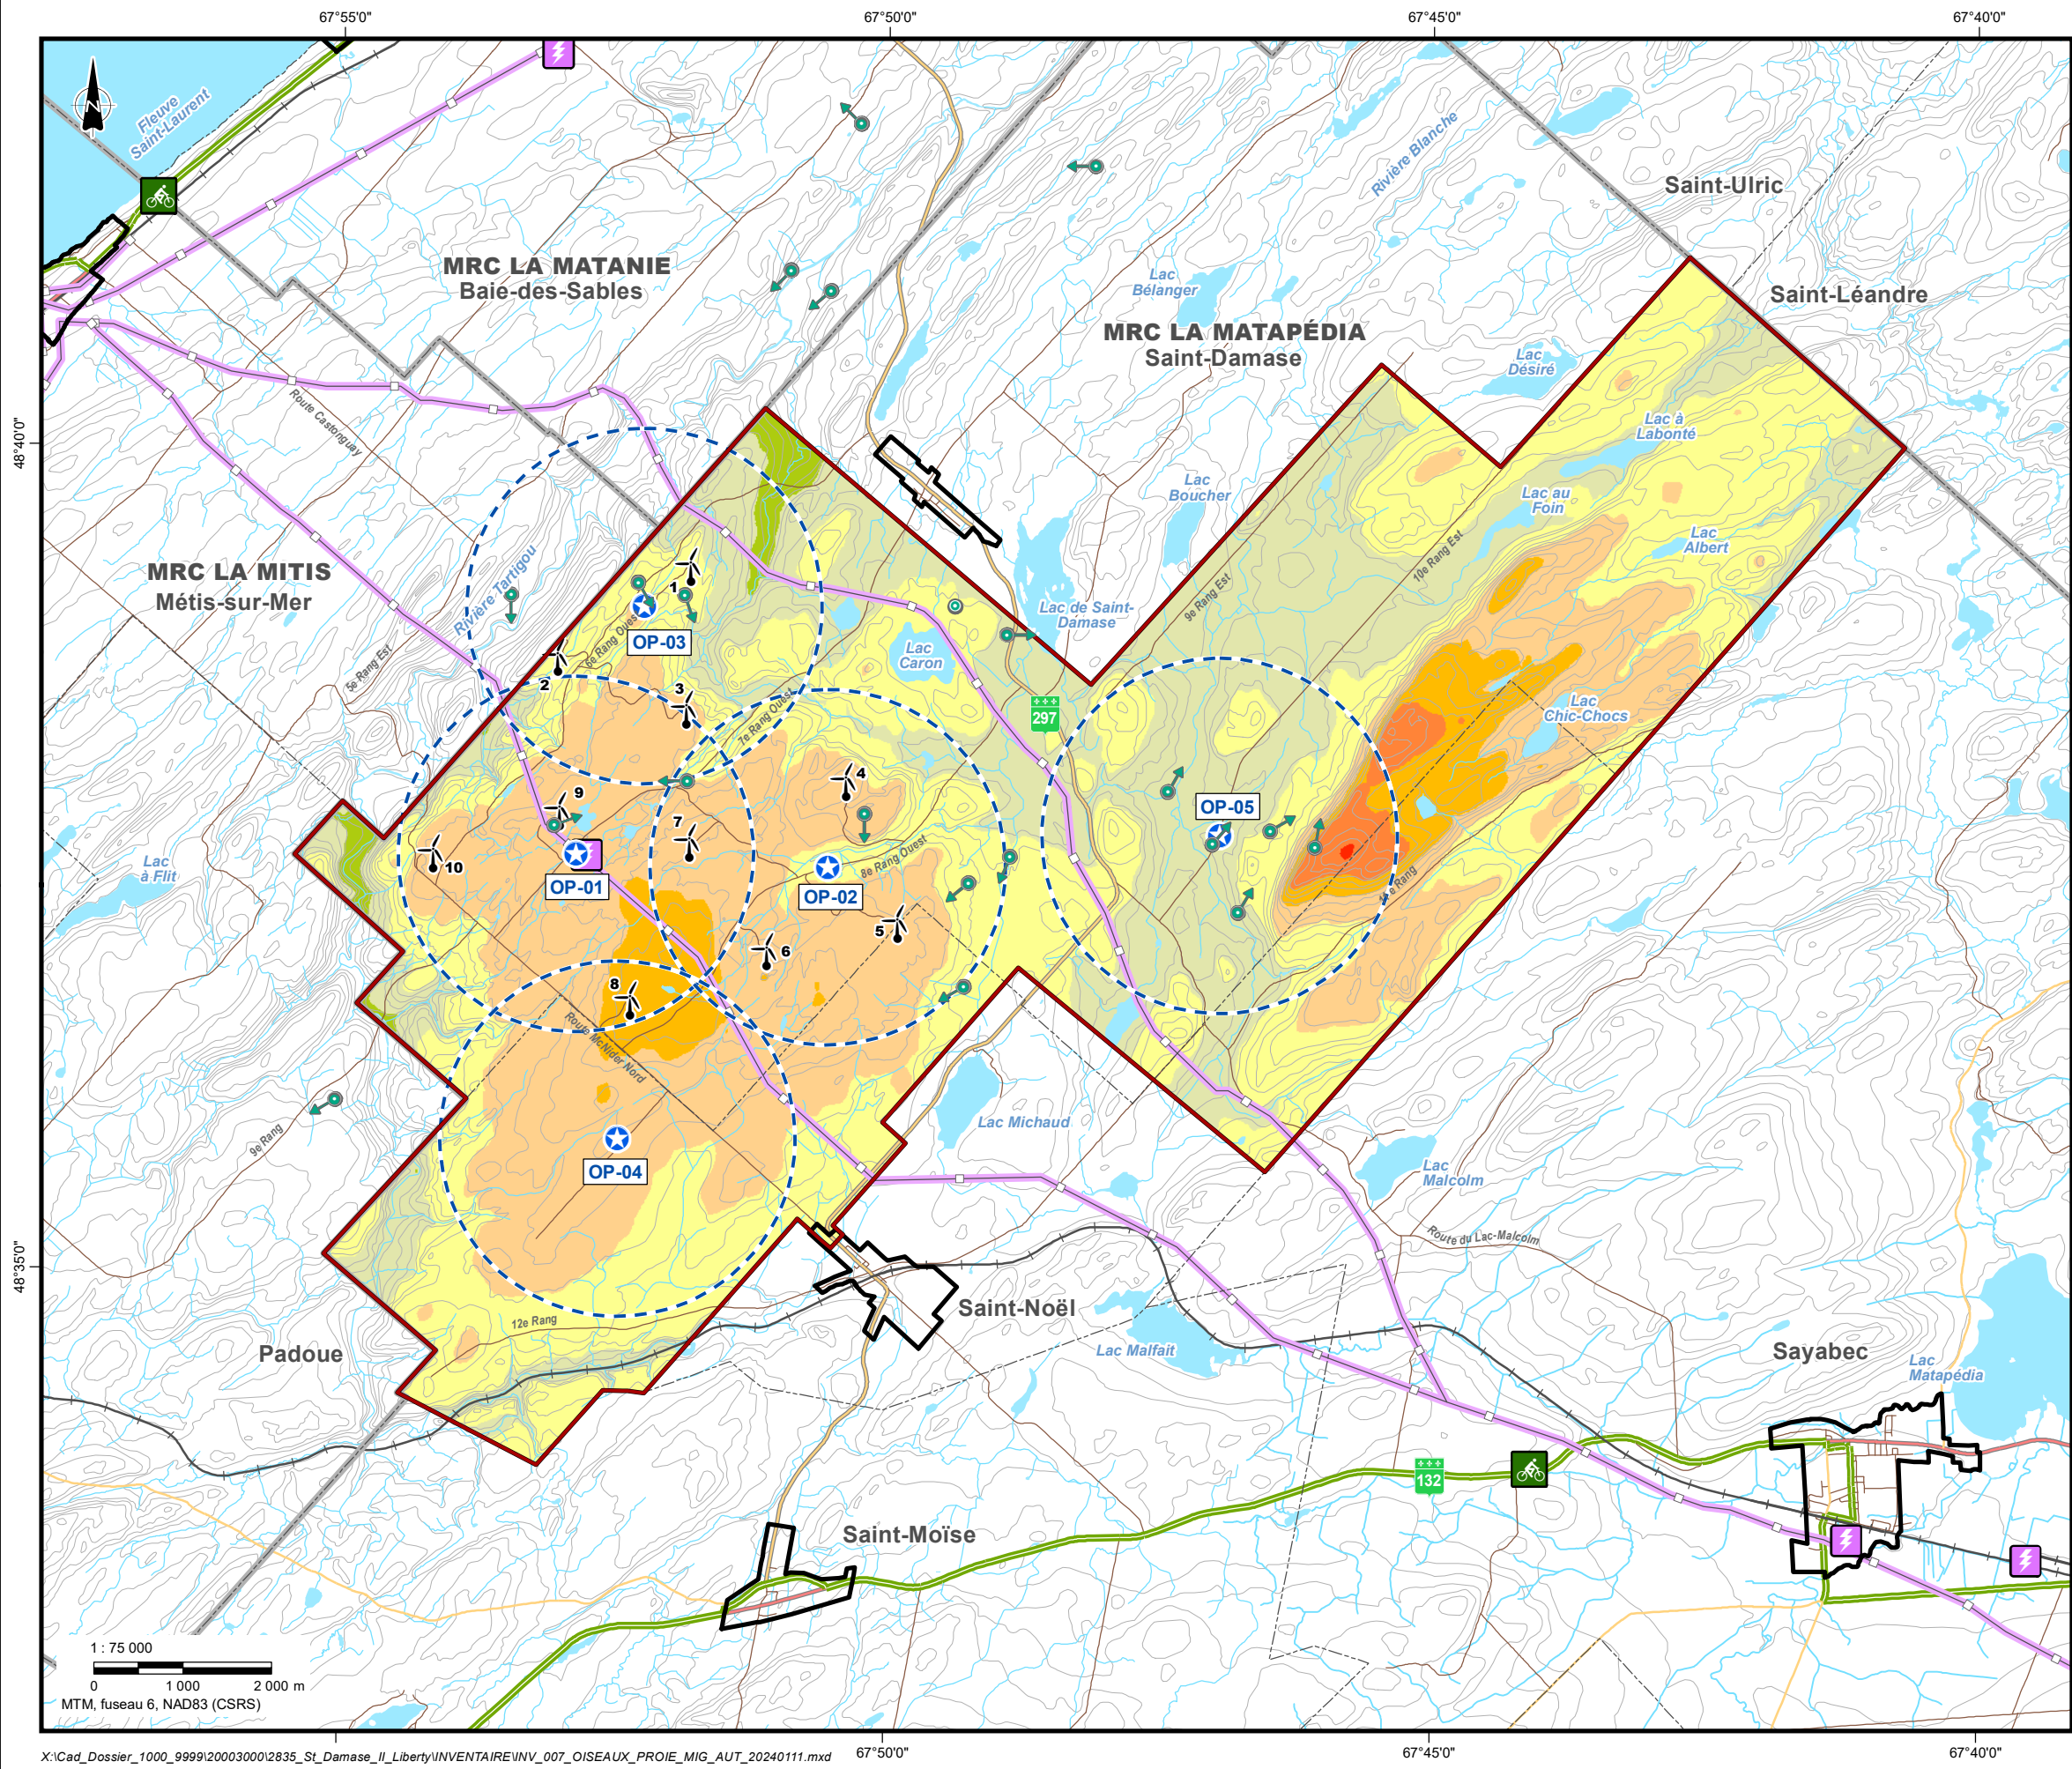 67°55'0"
67°50'0"
67°45'0"
67°40'0"
N
Fleuve
Saint-Laurent
Rivière Blanche
Saint-Ulric
MRC LA MATANIE
Baie-des-Sables
Lac
Bélanger
Saint-Léandre
MRC LA MATAPÉDIA
Saint-Damase
Lac
Désiré
Route Castonguay
Lac à
Labonté
48°40'0"
Lac
Boucher
Lac au
Foin
Lac
Albert
10e Rang Est
MRC LA MITIS
Métis-sur-Mer
Rivière Tartigou
1
9e Rang Est
Lac de Saint-
Damase
6e Rang Ouest
OP-03
Lac
Caron
5e Rang Est
2
3
7e Rang Ouest
297
Lac
Chic-Chocs
4
9
OP-05
7
8e Rang Ouest
Lac
à Flit
10
OP-01
OP-02
11e Rang
5
6
8
Route McNider Nord
Lac Michaud
9e Rang
OP-04
Lac
Malcolm
Route du Lac-Malcolm
48°35'0"
Saint-Noël
12e Rang
Padoue
Lac Malfait
Sayabec
Lac
Matapédia
132
Saint-Moïse
1 : 75 000
0 1 000 2 000 m
MTM, fuseau 6, NAD83 (CSRS)
X:\Cad_Dossier_1000_9999\20003000\2835_St_Damase_II_Liberty\INVENTAIRE\INV_007_OISEAUX_PROIE_MIG_AUT_20240111.mxd
67°50'0"
67°45'0"
67°40'0"